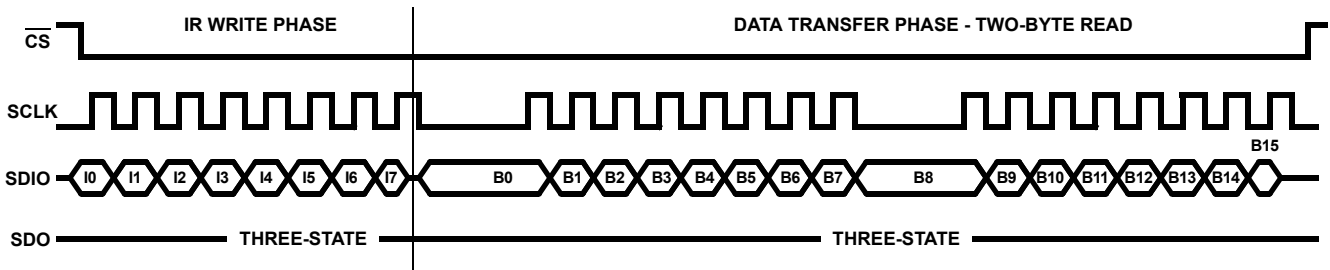 IR WRITE PHASE DATA TRANSFER PHASE - TWO-BYTE READ
CS
SCLK
B15
SDIO I0 I1 I2 I3 I4 I5 I6 I7 B0 B1 B2 B3 B4 B5 B6 B7 B8 B9 B10 B11 B12 B13 B14
SDO THREE-STATE THREE-STATE